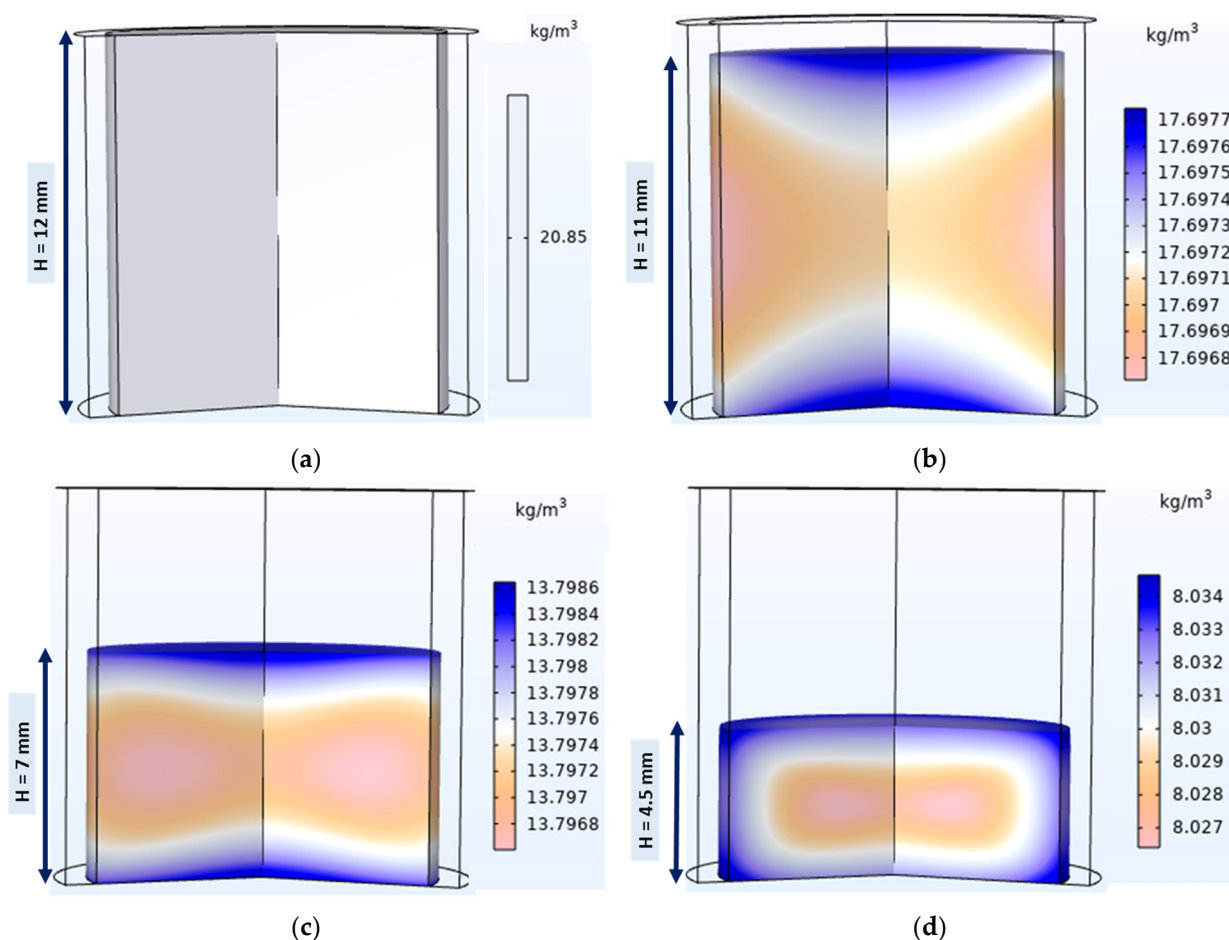 kg/m³
20.85
H = 12 mm
(a)
kg/m³
17.6977
17.6976
17.6975
17.6974
17.6973
17.6972
17.6971
17.697
17.6969
17.6968
H = 11 mm
(b)
kg/m³
13.7986
13.7984
13.7982
13.798
13.7978
13.7976
13.7974
13.7972
13.797
13.7968
H = 7 mm
(c)
kg/m³
8.034
8.033
8.032
8.031
8.03
8.029
8.028
8.027
H = 4.5 mm
(d)